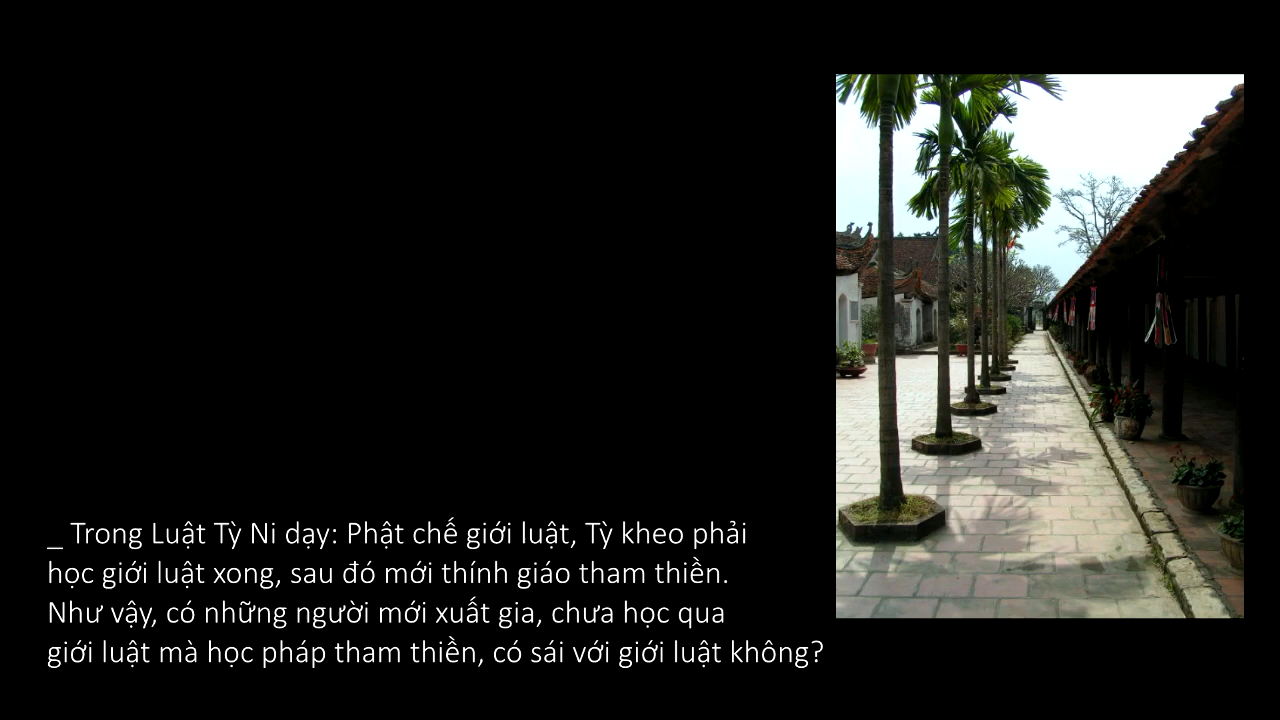 _ Trong Luật Tỳ Ni dạy: Phật chế giới luật, Tỳ kheo phải
học giới luật xong, sau đó mới thính giáo tham thiền.
Như vậy, có những người mới xuất gia, chưa học qua
giới luật mà học pháp tham thiền, có sái với giới luật không?